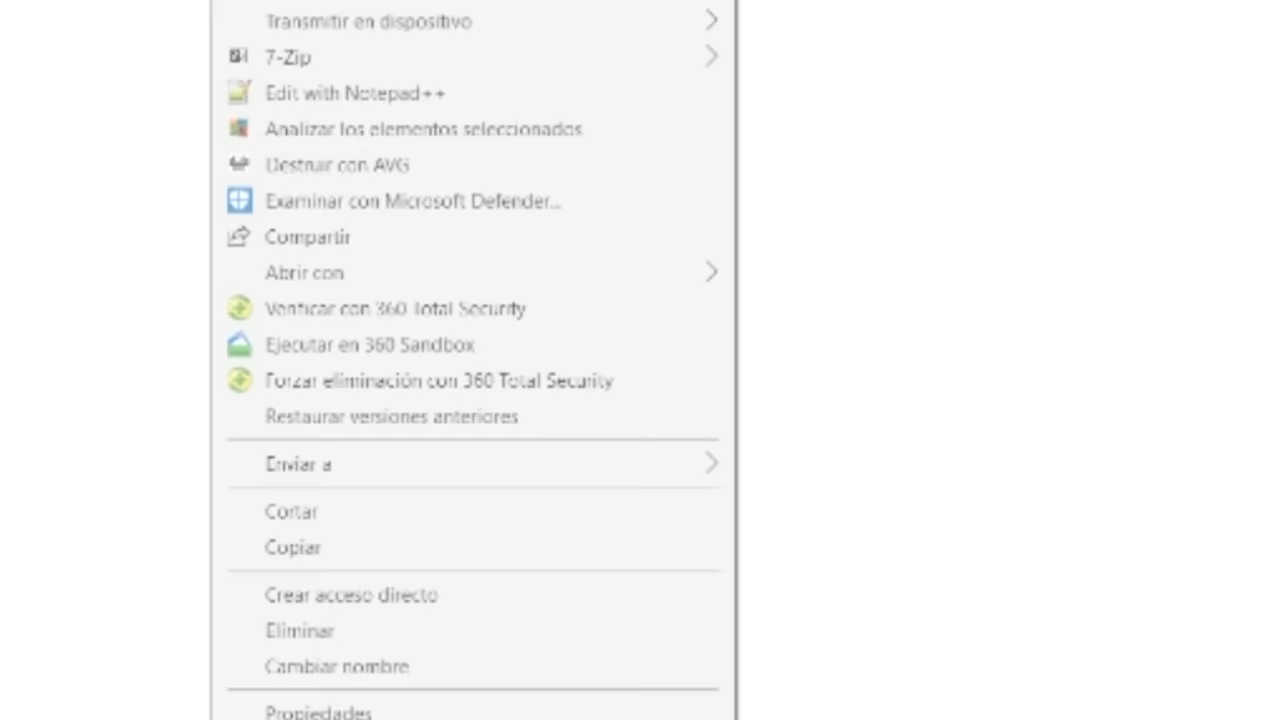 Transmitir en dispositivo
7-Zip
Edit with Notepad++
Analizar los elementos seleccionados
Destruir con AVG
Examinar con Microsoft Defender...
Compartir
Abrir con
Verificar con 360 Total Security
Ejecutar en 360 Sandbox
Forzar eliminación con 360 Total Security
Restaurar versiones anteriores
Enviar a
Cortar
Copiar
Crear acceso directo
Eliminar
Cambiar nombre
Propiedades